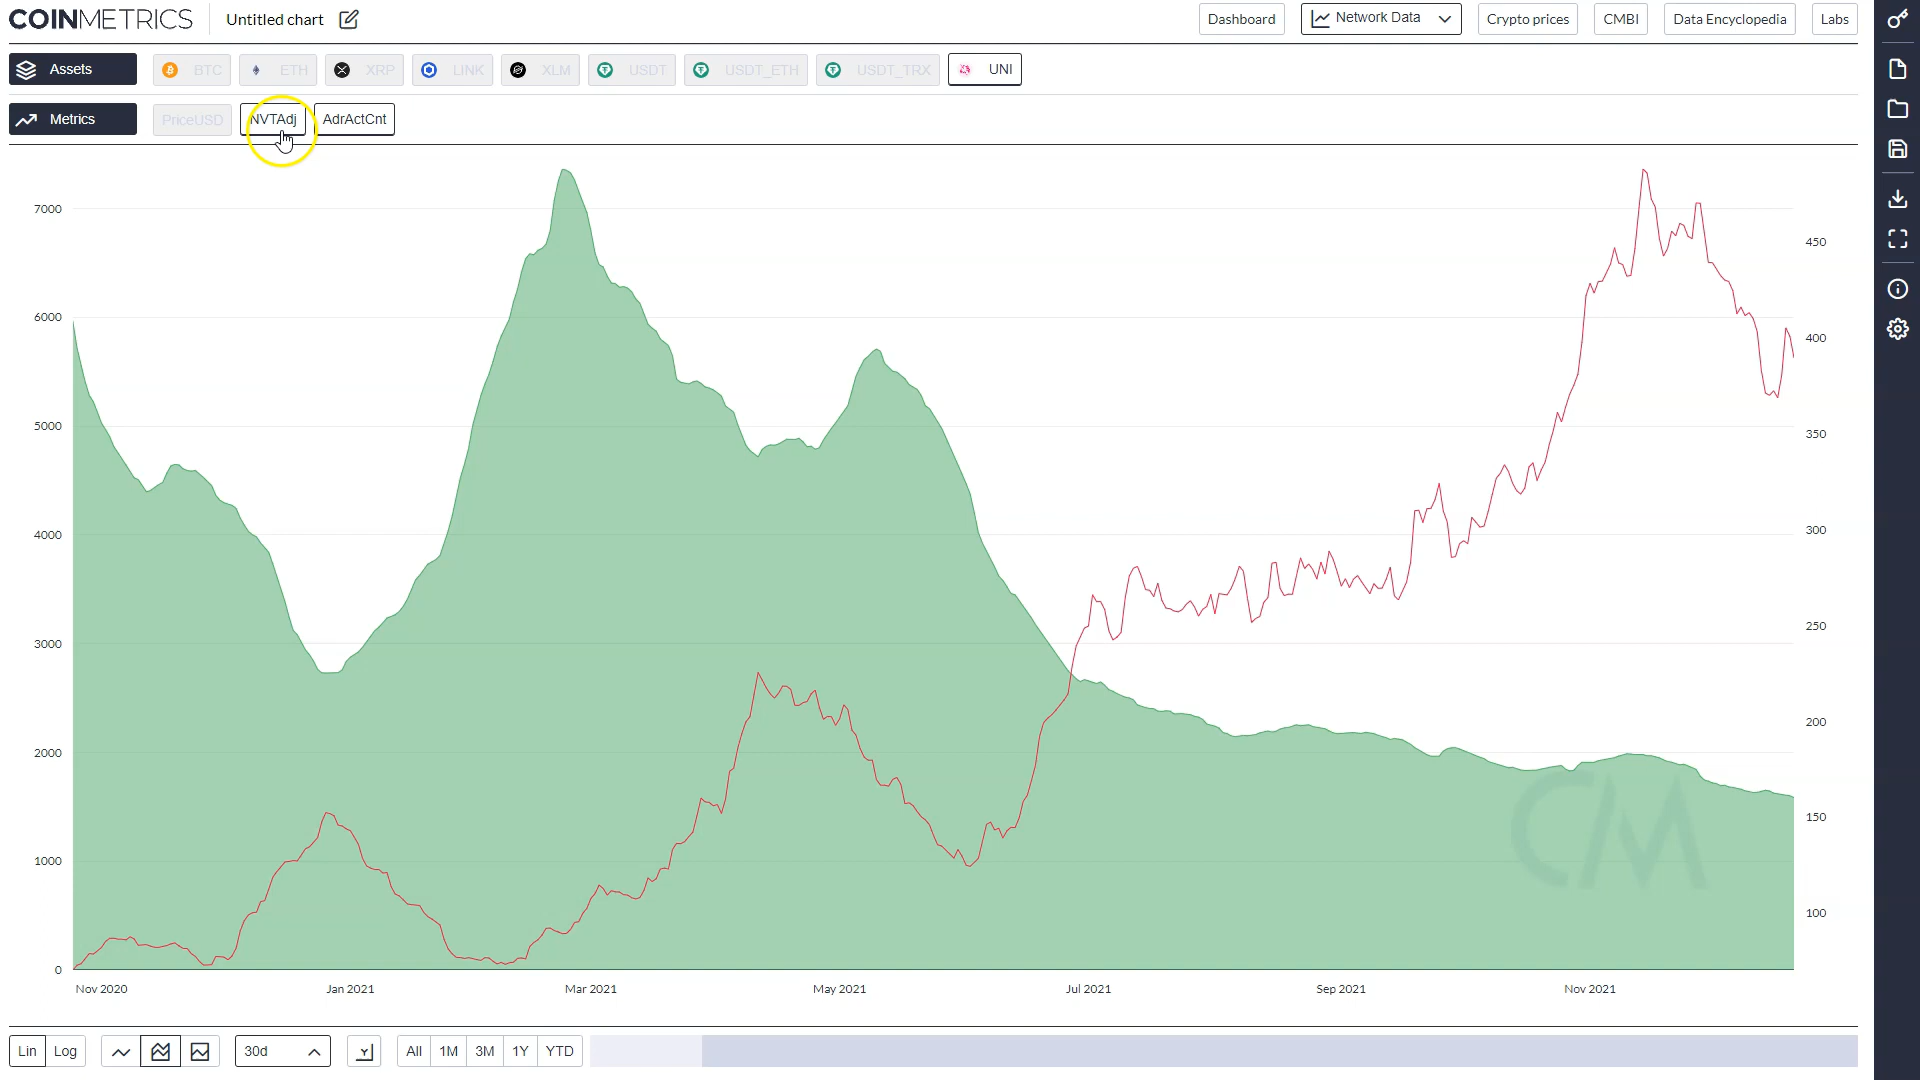 COINMETRICS Untitled chart Dashboard Network Data Crypto prices CMBI Data Encyclopedia Labs
Assets BTC ETH XRP LINK XLM USDT USDT_ETH USDT_TRX UNI
Metrics PriceUSD NVTAdj AdrActCnt
7000
6000
5000
4000
3000
2000
1000
0
450
400
350
300
250
200
150
100
CM
Nov 2020 Jan 2021 Mar 2021 May 2021 Jul 2021 Sep 2021 Nov 2021
Lin Log 30d All 1M 3M 1Y YTD